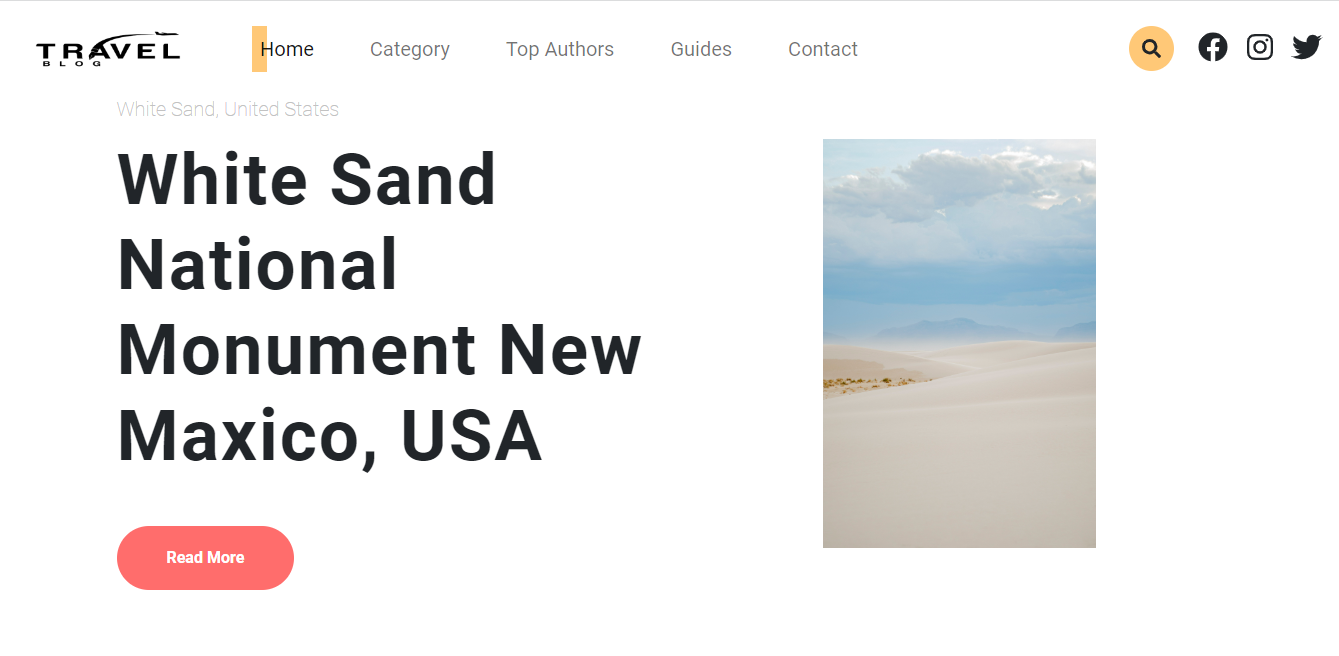 TRAVEL
BLOG
Home Category Top Authors Guides Contact
White Sand, United States
White Sand
National
Monument New
Maxico, USA
Read More